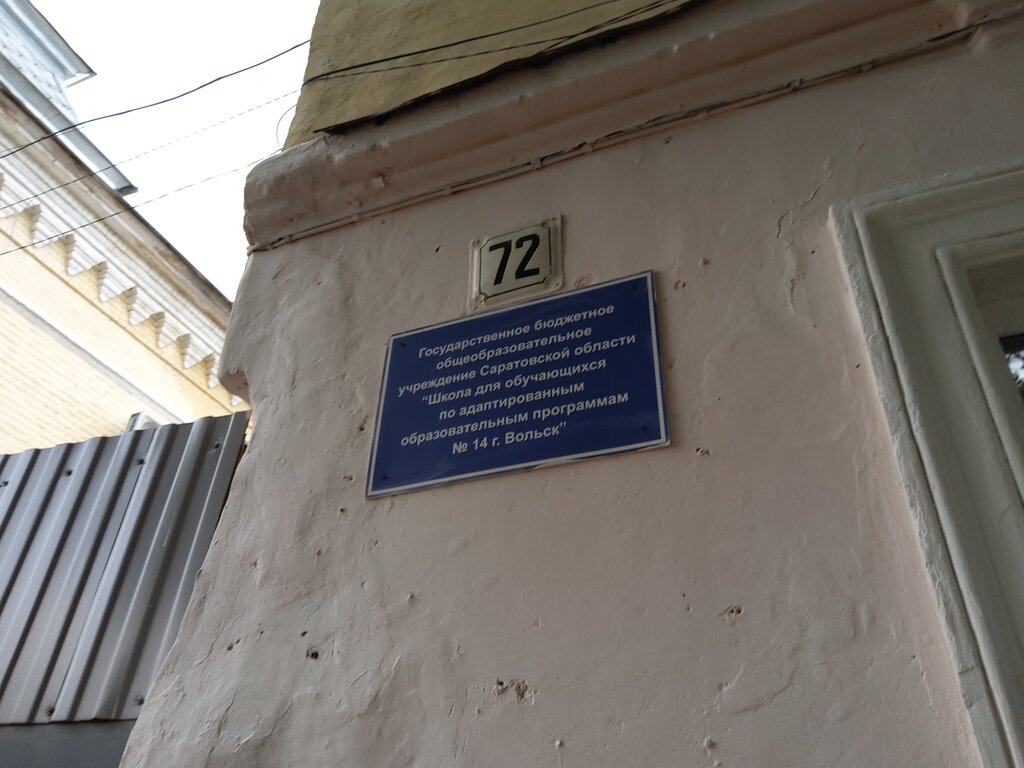 72
Государственное бюджетное
общеобразовательное
учреждение Саратовской области
“Школа для обучающихся
по адаптированным
образовательным программам
№ 14 г. Вольск”